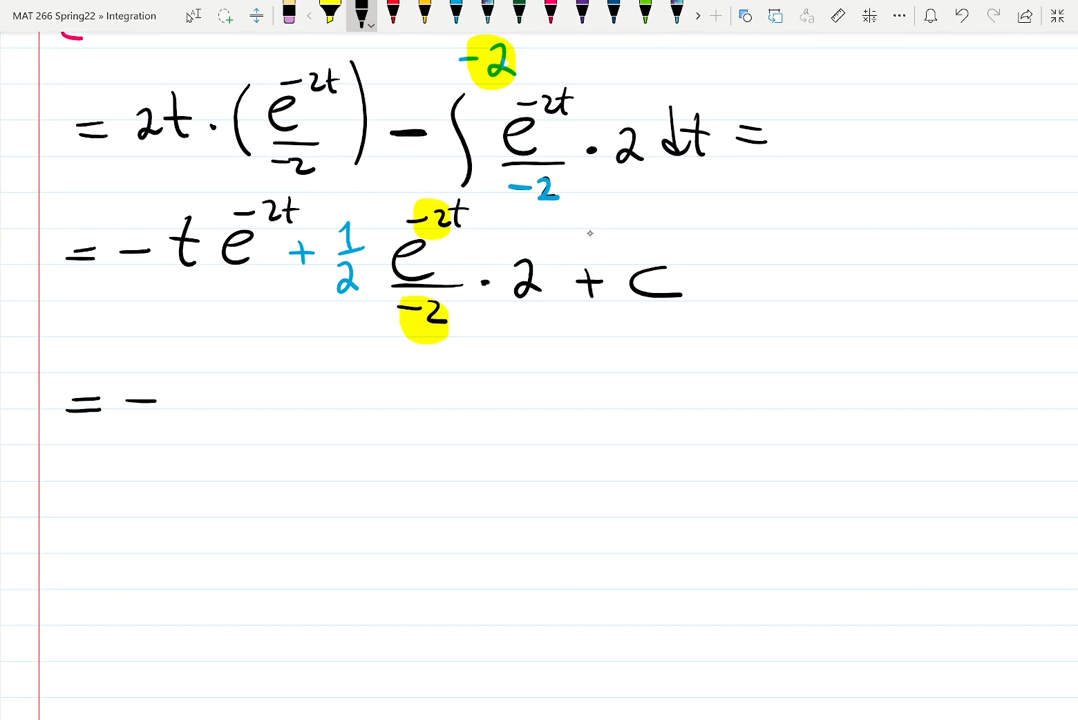 MAT 266 Spring22 » Integration
-2
= 2t · (e^{-2t}/-2) - ∫ e^{-2t}/-2 · 2 dt =
= - t e^{-2t} + 1/2 e^{-2t}/-2 · 2 + C
= -